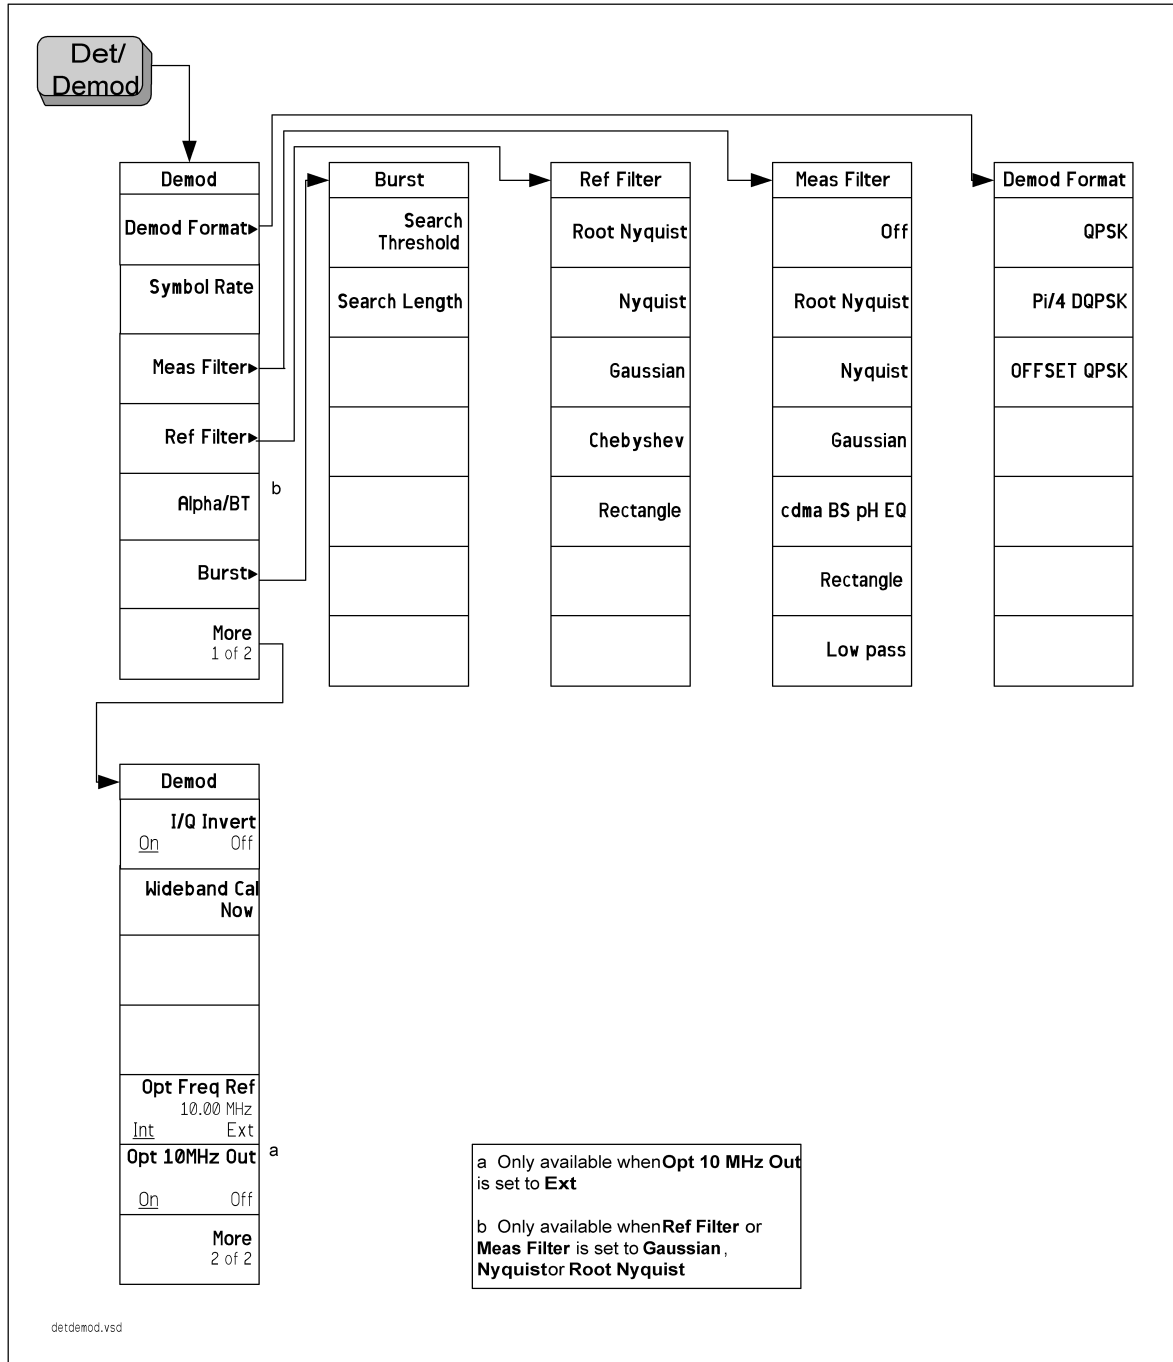 Det/
Demod
Demod
Demod Format
Symbol Rate
Meas Filter
Ref Filter
Alpha/BT
b
Burst
More
1 of 2
Burst
Search
Threshold
Search Length
Ref Filter
Root Nyquist
Nyquist
Gaussian
Chebyshev
Rectangle
Meas Filter
Off
Root Nyquist
Nyquist
Gaussian
cdma BS pH EQ
Rectangle
Low pass
Demod Format
QPSK
Pi/4 DQPSK
OFFSET QPSK
Demod
I/Q Invert
On Off
Wideband Cal
Now
Opt Freq Ref
10.00 MHz
Int Ext
Opt 10MHz Out
a
On Off
More
2 of 2
a Only available when Opt 10 MHz Out
is set to Ext
b Only available when Ref Filter or
Meas Filter is set to Gaussian,
Nyquistor Root Nyquist
detdemod.vsd